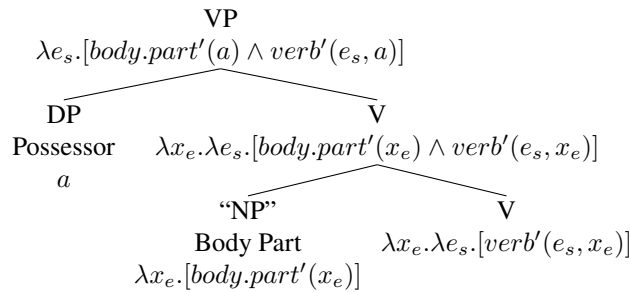 VP
λe_s.[body.part′(a) ∧ verb′(e_s, a)]
DP V
Possessor λx_e.λe_s.[body.part′(x_e) ∧ verb′(e_s, x_e)]
a
“NP” V
Body Part λx_e.λe_s.[verb′(e_s, x_e)]
λx_e.[body.part′(x_e)]